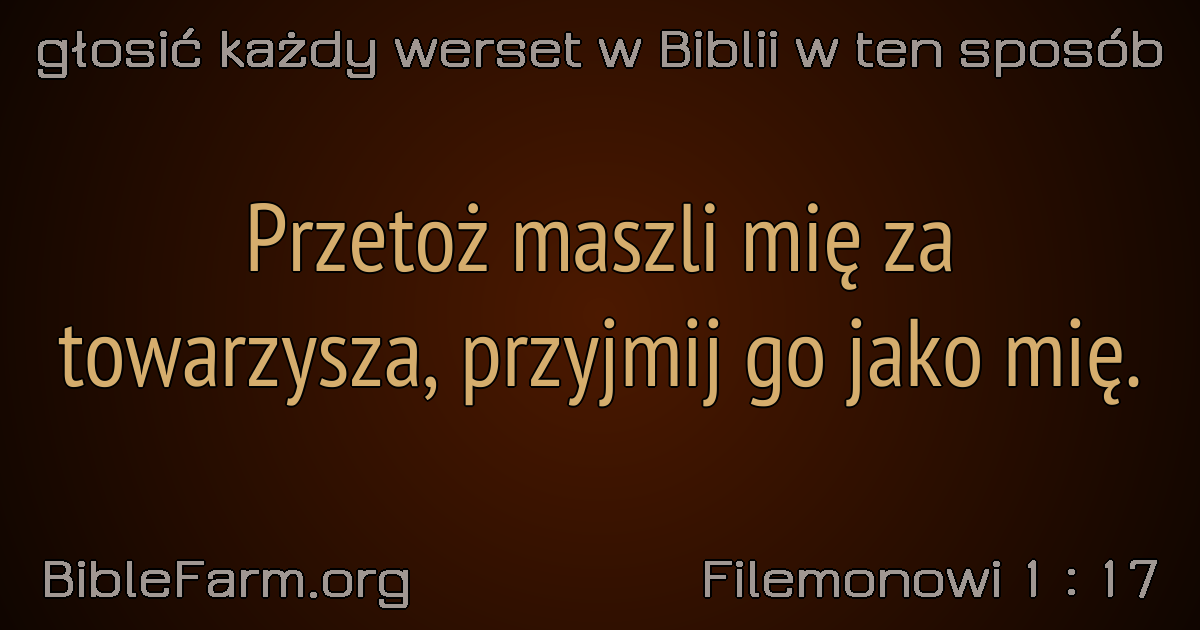 głosić każdy werset w Biblii w ten sposób
Przetoż maszli mię za
towarzysza, przyjmij go jako mię.
BibleFarm.org
Filemonowi 1 : 17